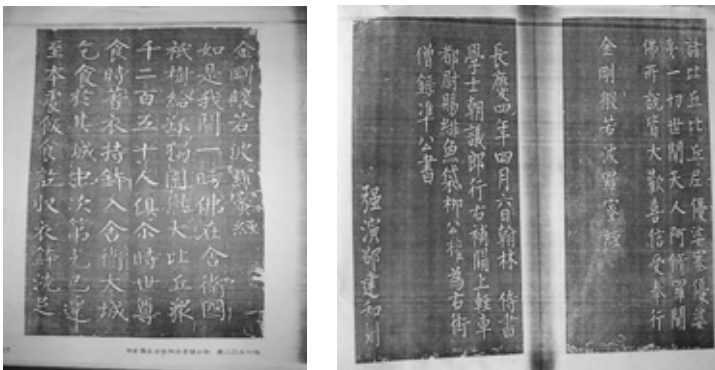 金剛般若波羅蜜經
如是我聞一時佛在舍衛國
祇樹給孤獨園與大比丘衆
千二百五十人俱尒時世尊
食時著衣持鉢入舍衛大城
乞食於其城中次第乞已還
至本處飯食訖收衣鉢洗足
諸比丘比丘尼優婆塞優婆
夷一切世間天人阿脩羅聞
佛所說皆大歡喜信受奉行
金剛般若波羅蜜經
長慶四年四月六日翰林侍書
學士朝議郎行右補闕上輕車
都尉賜緋魚袋柳公權為右街
僧錄準公書
强演邵建和刻